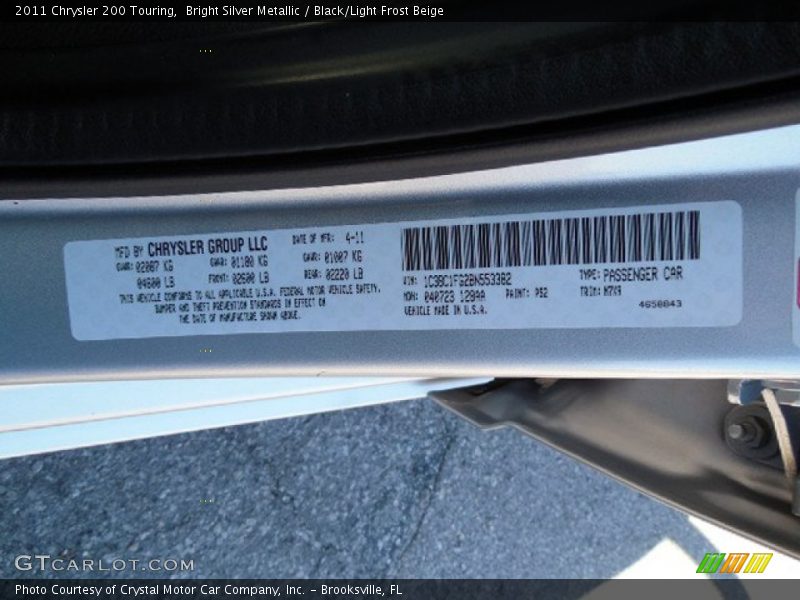 2011 Chrysler 200 Touring,  Bright Silver Metallic / Black/Light Frost Beige
MFD BY CHRYSLER GROUP LLC DATE OF MFR: 4-11
GVWR: 02087 KG GAWR: 01180 KG GAWR: 01007 KG
04600 LB FRONT: 02600 LB REAR: 02220 LB
THIS VEHICLE CONFORMS TO ALL APPLICABLE U.S.A. FEDERAL MOTOR VEHICLE SAFETY,
BUMPER AND THEFT PREVENTION STANDARDS IN EFFECT ON
THE DATE OF MANUFACTURE SHOWN ABOVE.
VIN: 1C3BC1FG2BN553382 TYPE: PASSENGER CAR
MDH: 040723 129AA PAINT: PS2 TRIM: M7X9
VEHICLE MADE IN U.S.A. 4658843
GTCARLOT.COM
Photo Courtesy of Crystal Motor Car Company, Inc. – Brooksville, FL